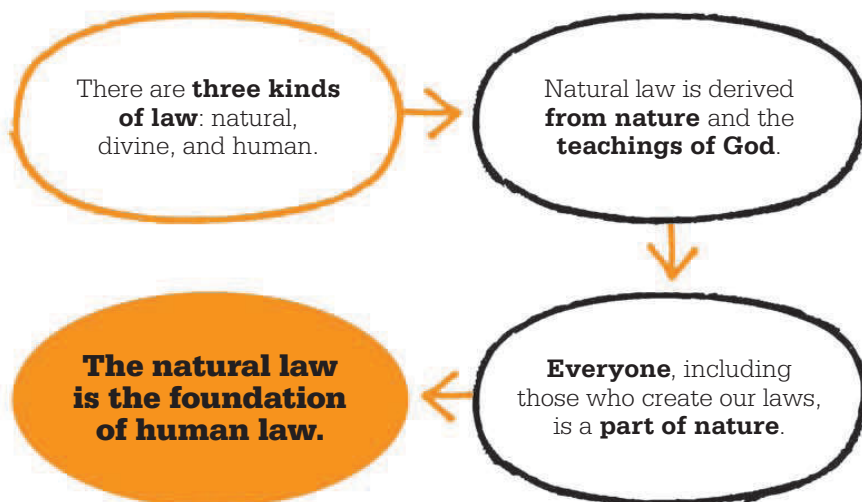 There are three kinds
of law: natural,
divine, and human.
Natural law is derived
from nature and the
teachings of God.
Everyone, including
those who create our laws,
is a part of nature.
The natural law
is the foundation
of human law.